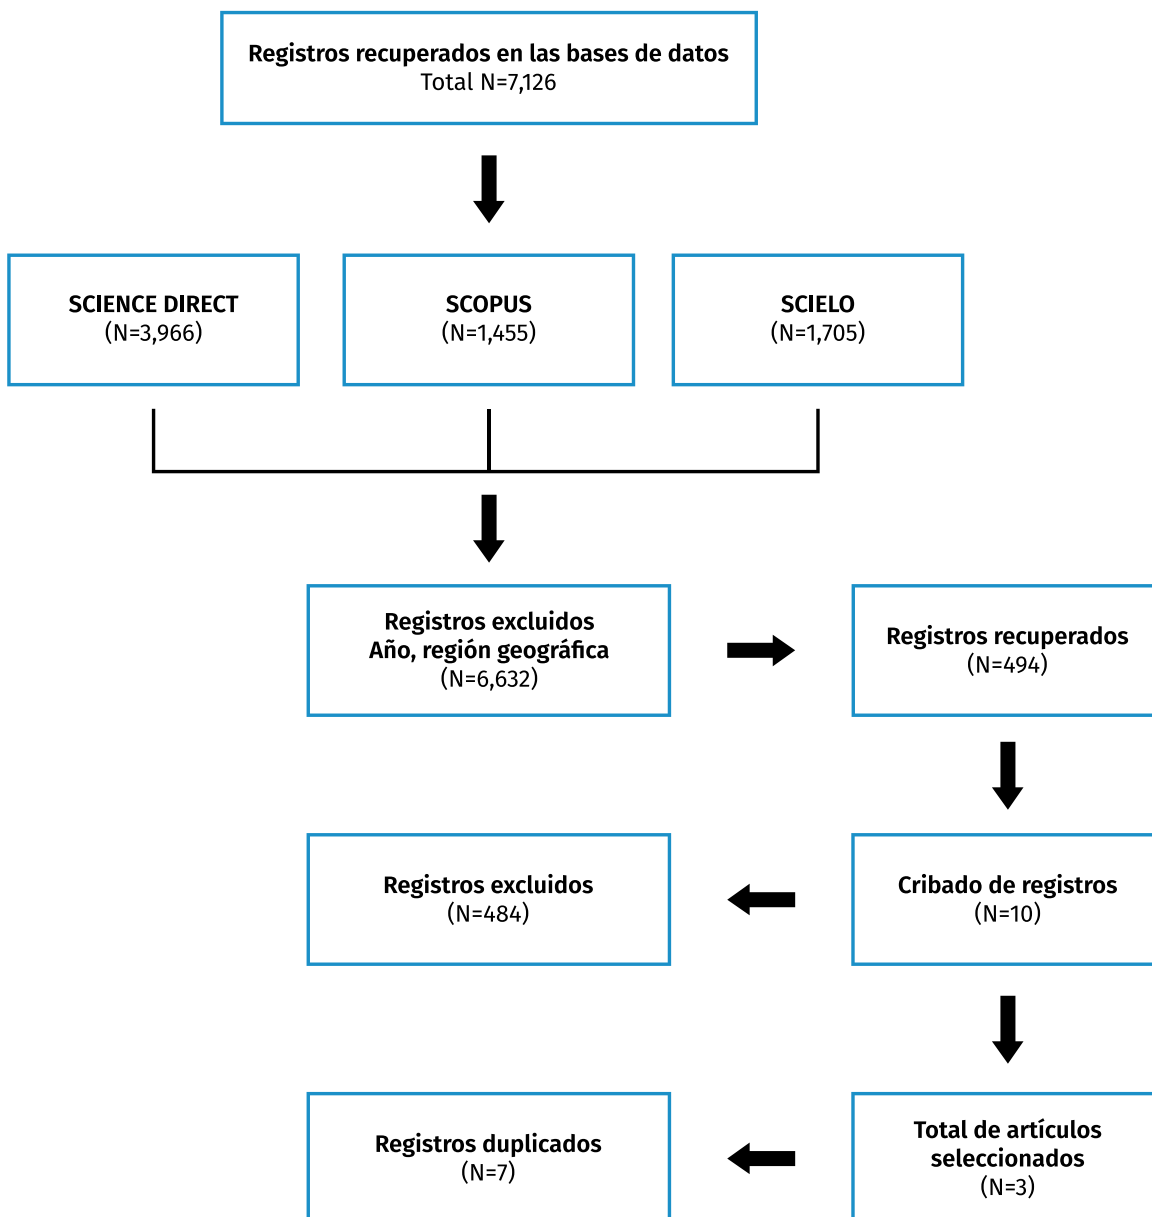 Registros recuperados en las bases de datos
Total N=7,126
SCIENCE DIRECT
(N=3,966)
SCOPUS
(N=1,455)
SCIELO
(N=1,705)
Registros excluidos
Año, región geográfica
(N=6,632)
Registros recuperados
(N=494)
Registros excluidos
(N=484)
Cribado de registros
(N=10)
Registros duplicados
(N=7)
Total de artículos
seleccionados
(N=3)